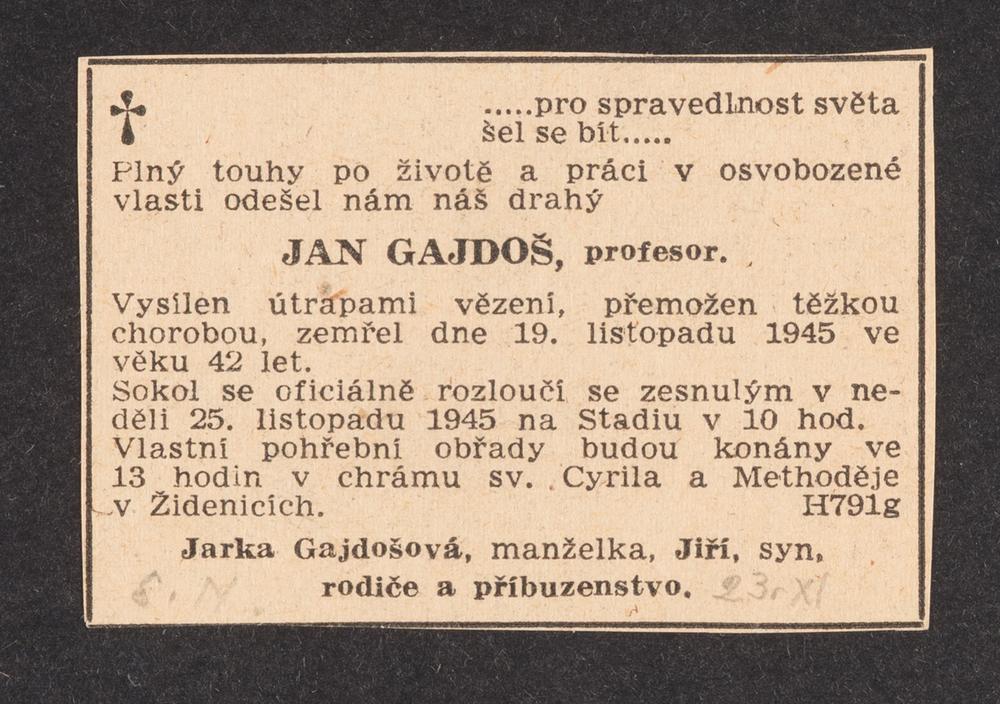 .....pro spravedlnost světa
šel se bít.....
Plný touhy po životě a práci v osvobozené
vlasti odešel nám náš drahý
JAN GAJDOŠ, profesor.
Vysílen útrapami vězení, přemožen těžkou
chorobou, zemřel dne 19. listopadu 1945 ve
věku 42 let.
Sokol se oficiálně rozloučí se zesnulým v ne-
děli 25. listopadu 1945 na Stadiu v 10 hod.
Vlastní pohřební obřady budou konány ve
13 hodin v chrámu sv. Cyrila a Methoděje
v Židenicích. H791g
Jarka Gajdošová, manželka, Jiří, syn,
rodiče a příbuzenstvo.
23. XI